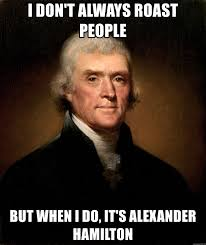 I DON'T ALWAYS ROAST
PEOPLE
BUT WHEN I DO, IT'S ALEXANDER
HAMILTON